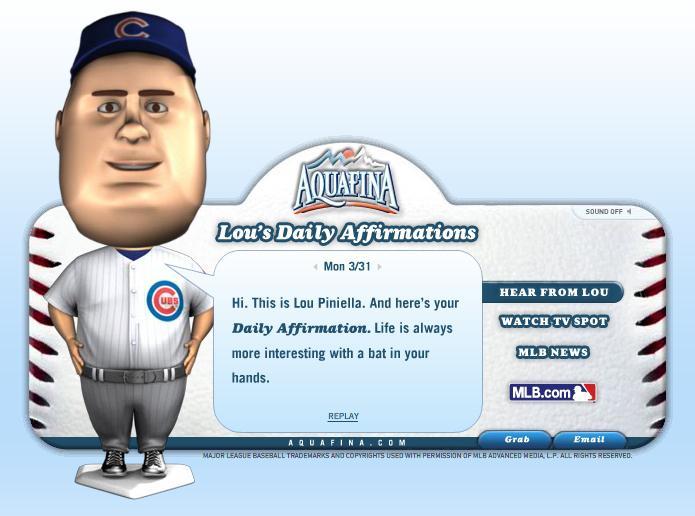 C
AQUAFINA
SOUND OFF
Lou's Daily Affirmations
Mon 3/31
Hi. This is Lou Piniella. And here's your
Daily Affirmation. Life is always
more interesting with a bat in your
hands.
REPLAY
CUBS
HEAR FROM LOU
WATCH TV SPOT
MLB NEWS
MLB.com
AQUAFINA.COM
Grab
Email
MAJOR LEAGUE BASEBALL TRADEMARKS AND COPYRIGHTS USED WITH PERMISSION OF MLB ADVANCED MEDIA, L.P. ALL RIGHTS RESERVED.